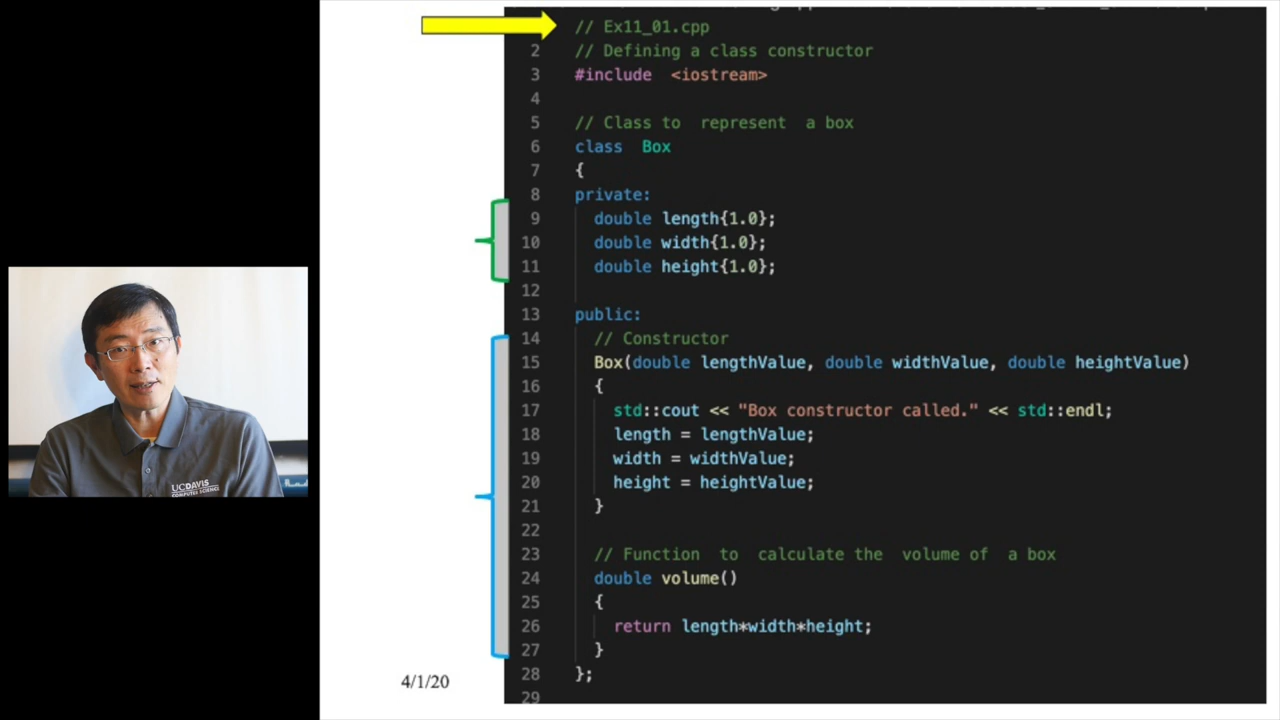 // Ex11_01.cpp
2 // Defining a class constructor
3 #include <iostream>
4
5 // Class to represent a box
6 class Box
7 {
8 private:
9 double length{1.0};
10 double width{1.0};
11 double height{1.0};
12
13 public:
14 // Constructor
15 Box(double lengthValue, double widthValue, double heightValue)
16 {
17 std::cout << "Box constructor called." << std::endl;
18 length = lengthValue;
19 width = widthValue;
20 height = heightValue;
21 }
22
23 // Function to calculate the volume of a box
24 double volume()
25 {
26 return length*width*height;
27 }
28 };
29
4/1/20
UCDAVIS
COMPUTER SCIENCE